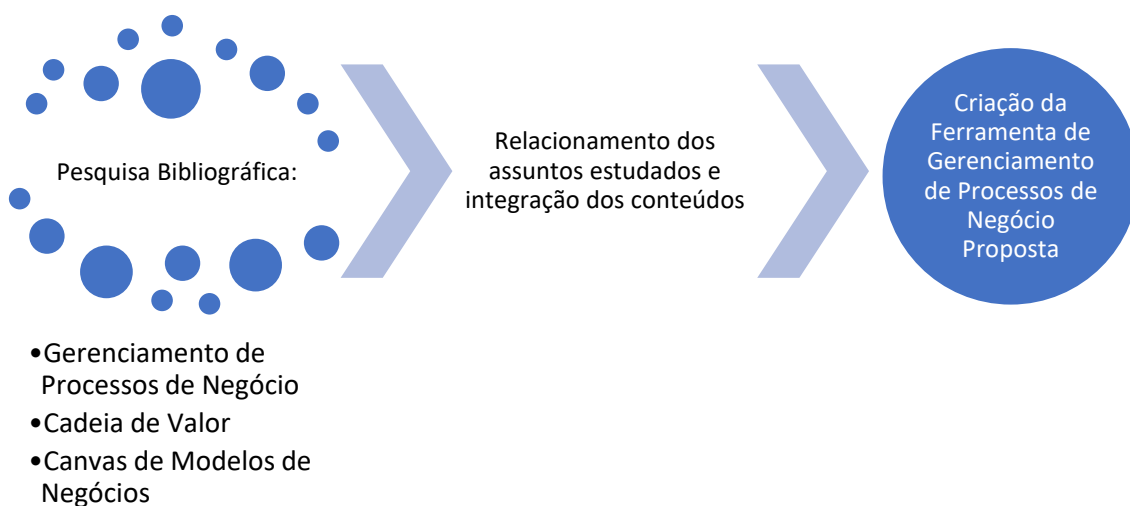 Pesquisa Bibliográfica:
•Gerenciamento de
Processos de Negócio
•Cadeia de Valor
•Canvas de Modelos de
Negócios
Relacionamento dos
assuntos estudados e
integração dos conteúdos
Criação da
Ferramenta de
Gerenciamento
de Processos de
Negócio
Proposta